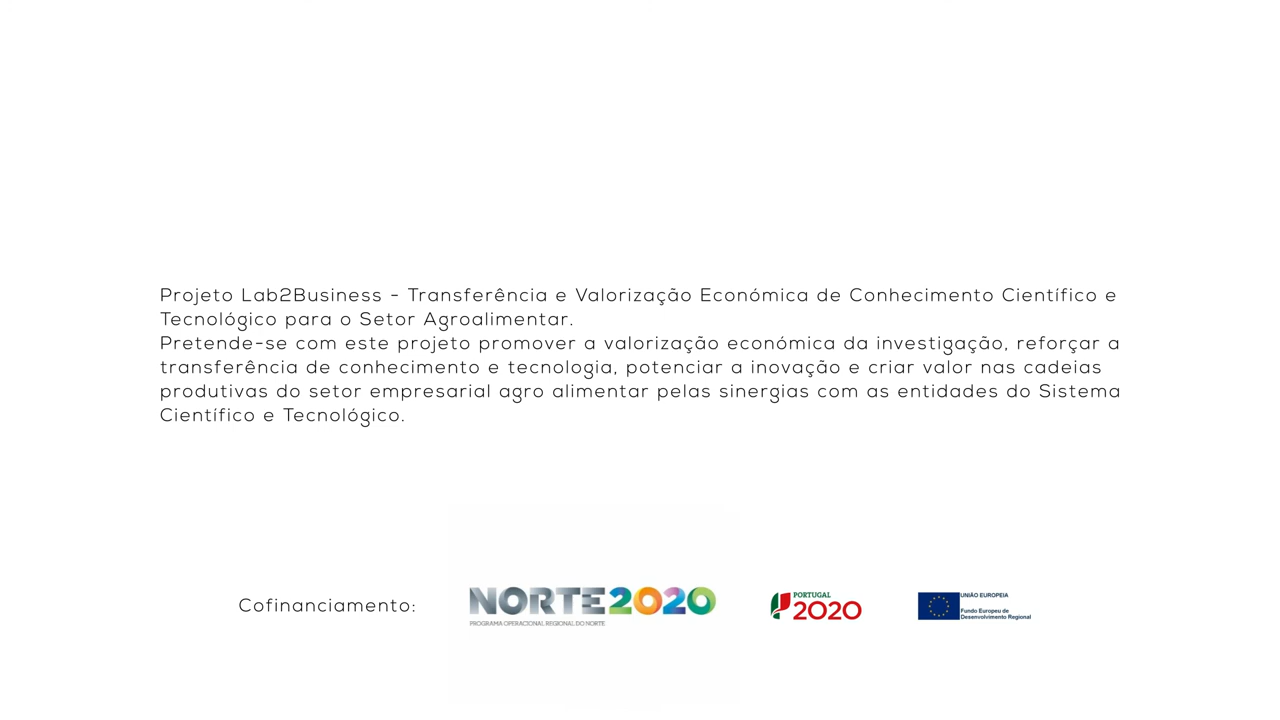 Projeto Lab2Business - Transferência e Valorização Económica de Conhecimento Científico e
Tecnológico para o Setor Agroalimentar.
Pretende-se com este projeto promover a valorização económica da investigação, reforçar a
transferência de conhecimento e tecnologia, potenciar a inovação e criar valor nas cadeias
produtivas do setor empresarial agro alimentar pelas sinergias com as entidades do Sistema
Científico e Tecnológico.
Cofinanciamento:
NORTE2020
PROGRAMA OPERACIONAL REGIONAL DO NORTE
PORTUGAL
2020
UNIÃO EUROPEIA
Fundo Europeu de
Desenvolvimento Regional